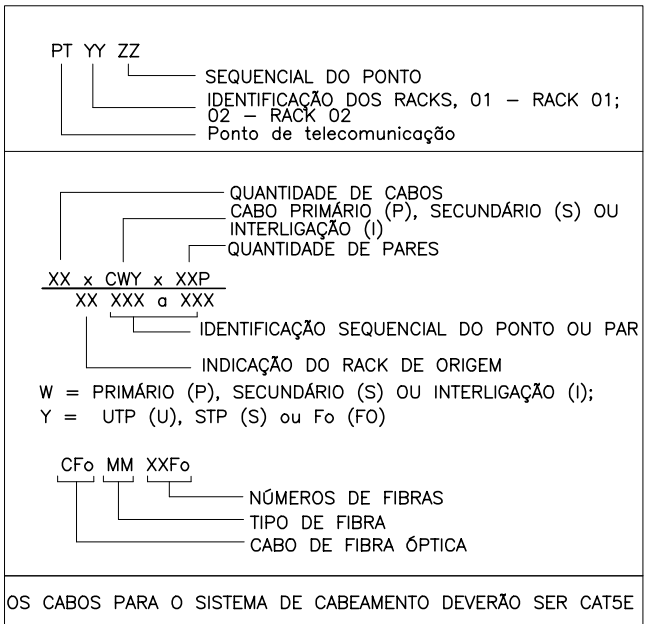 PT YY ZZ
SEQUENCIAL DO PONTO
IDENTIFICAÇÃO DOS RACKS, 01 – RACK 01;
02 – RACK 02
Ponto de telecomunicação
QUANTIDADE DE CABOS
CABO PRIMÁRIO (P), SECUNDÁRIO (S) OU
INTERLIGAÇÃO (I)
QUANTIDADE DE PARES
XX x CWY x XXP
XX XXX a XXX
IDENTIFICAÇÃO SEQUENCIAL DO PONTO OU PAR
INDICAÇÃO DO RACK DE ORIGEM
W = PRIMÁRIO (P), SECUNDÁRIO (S) OU INTERLIGAÇÃO (I);
Y = UTP (U), STP (S) ou Fo (FO)
CFo MM XXFo
NÚMEROS DE FIBRAS
TIPO DE FIBRA
CABO DE FIBRA ÓPTICA
OS CABOS PARA O SISTEMA DE CABEAMENTO DEVERÃO SER CAT5E